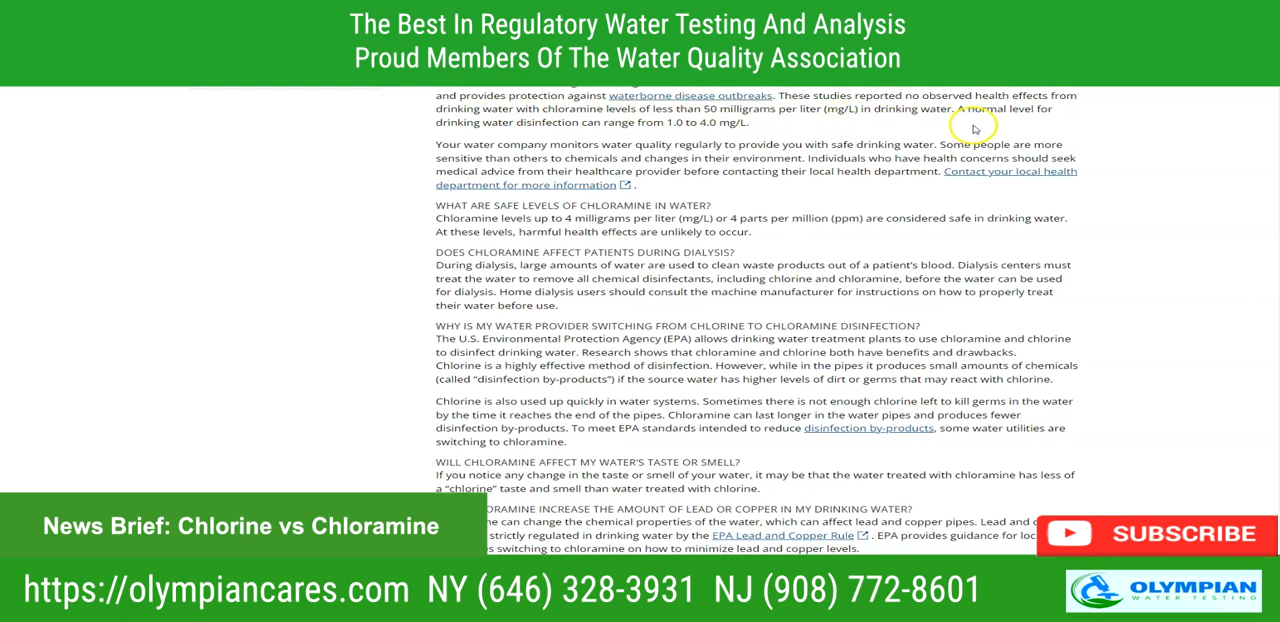 The Best In Regulatory Water Testing And Analysis
Proud Members Of The Water Quality Association
and provides protection against waterborne disease outbreaks. These studies reported no observed health effects from
drinking water with chloramine levels of less than 50 milligrams per liter (mg/L) in drinking water. A normal level for
drinking water disinfection can range from 1.0 to 4.0 mg/L.
Your water company monitors water quality regularly to provide you with safe drinking water. Some people are more
sensitive than others to chemicals and changes in their environment. Individuals who have health concerns should seek
medical advice from their healthcare provider before contacting their local health department. Contact your local health
department for more information .
WHAT ARE SAFE LEVELS OF CHLORAMINE IN WATER?
Chloramine levels up to 4 milligrams per liter (mg/L) or 4 parts per million (ppm) are considered safe in drinking water.
At these levels, harmful health effects are unlikely to occur.
DOES CHLORAMINE AFFECT PATIENTS DURING DIALYSIS?
During dialysis, large amounts of water are used to clean waste products out of a patient's blood. Dialysis centers must
treat the water to remove all chemical disinfectants, including chlorine and chloramine, before the water can be used
for dialysis. Home dialysis users should consult the machine manufacturer for instructions on how to properly treat
their water before use.
WHY IS MY WATER PROVIDER SWITCHING FROM CHLORINE TO CHLORAMINE DISINFECTION?
The U.S. Environmental Protection Agency (EPA) allows drinking water treatment plants to use chloramine and chlorine
to disinfect drinking water. Research shows that chloramine and chlorine both have benefits and drawbacks.
Chlorine is a highly effective method of disinfection. However, while in the pipes it produces small amounts of chemicals
(called "disinfection by-products") if the source water has higher levels of dirt or germs that may react with chlorine.
Chlorine is also used up quickly in water systems. Sometimes there is not enough chlorine left to kill germs in the water
by the time it reaches the end of the pipes. Chloramine can last longer in the water pipes and produces fewer
disinfection by-products. To meet EPA standards intended to reduce disinfection by-products, some water utilities are
switching to chloramine.
WILL CHLORAMINE AFFECT MY WATER'S TASTE OR SMELL?
If you notice any change in the taste or smell of your water, it may be that the water treated with chloramine has less of
a "chlorine" taste and smell than water treated with chlorine.
ORAMINE INCREASE THE AMOUNT OF LEAD OR COPPER IN MY DRINKING WATER?
ne can change the chemical properties of the water, which can affect lead and copper pipes. Lead and
strictly regulated in drinking water by the EPA Lead and Copper Rule . EPA provides guidance for
es switching to chloramine on how to minimize lead and copper levels.
News Brief: Chlorine vs Chloramine
SUBSCRIBE
https://olympiancares.com NY (646) 328-3931 NJ (908) 772-8601
OLYMPIAN
WATER TESTING